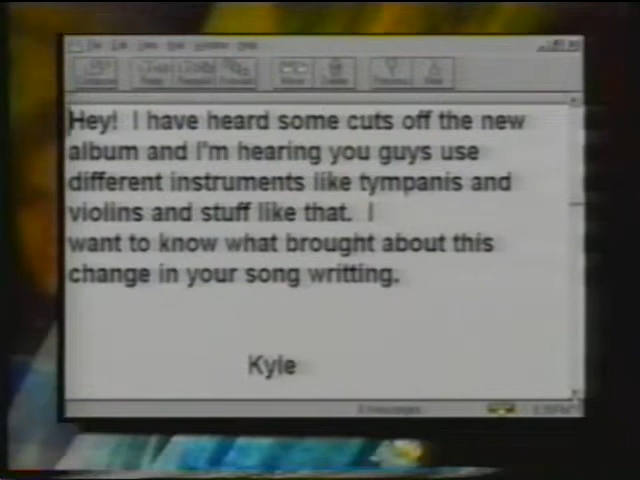 Hey! I have heard some cuts off the new
album and I'm hearing you guys use
different instruments like tympanis and
violins and stuff like that. I
want to know what brought about this
change in your song writting.
Kyle